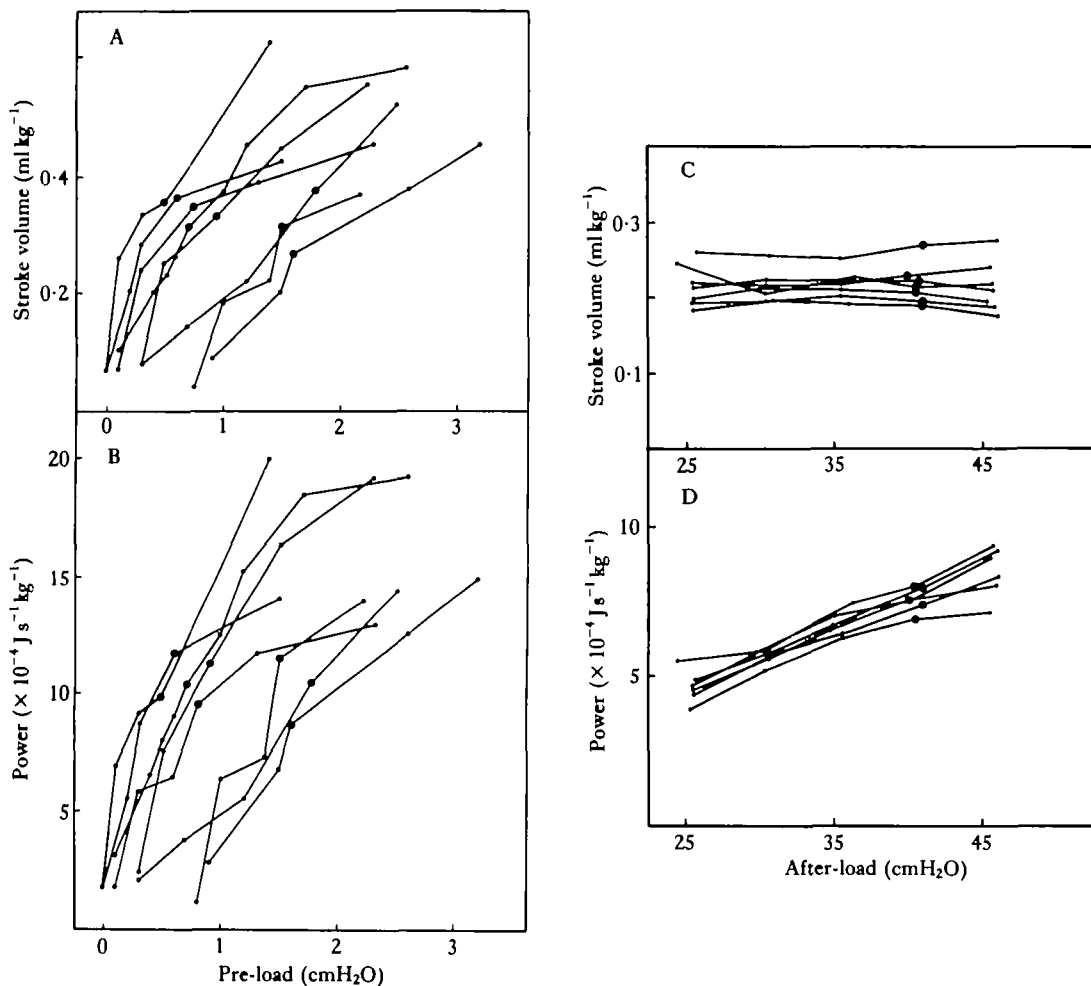 A
Stroke volume (ml kg⁻¹)
0·4
0·2
0
1
2
3
B
Power (× 10⁻⁴ J s⁻¹ kg⁻¹)
20
15
10
5
0
1
2
3
Pre-load (cmH₂O)
C
Stroke volume (ml kg⁻¹)
0·3
0·1
25
35
45
D
Power (× 10⁻⁴ J s⁻¹ kg⁻¹)
10
5
25
35
45
After-load (cmH₂O)